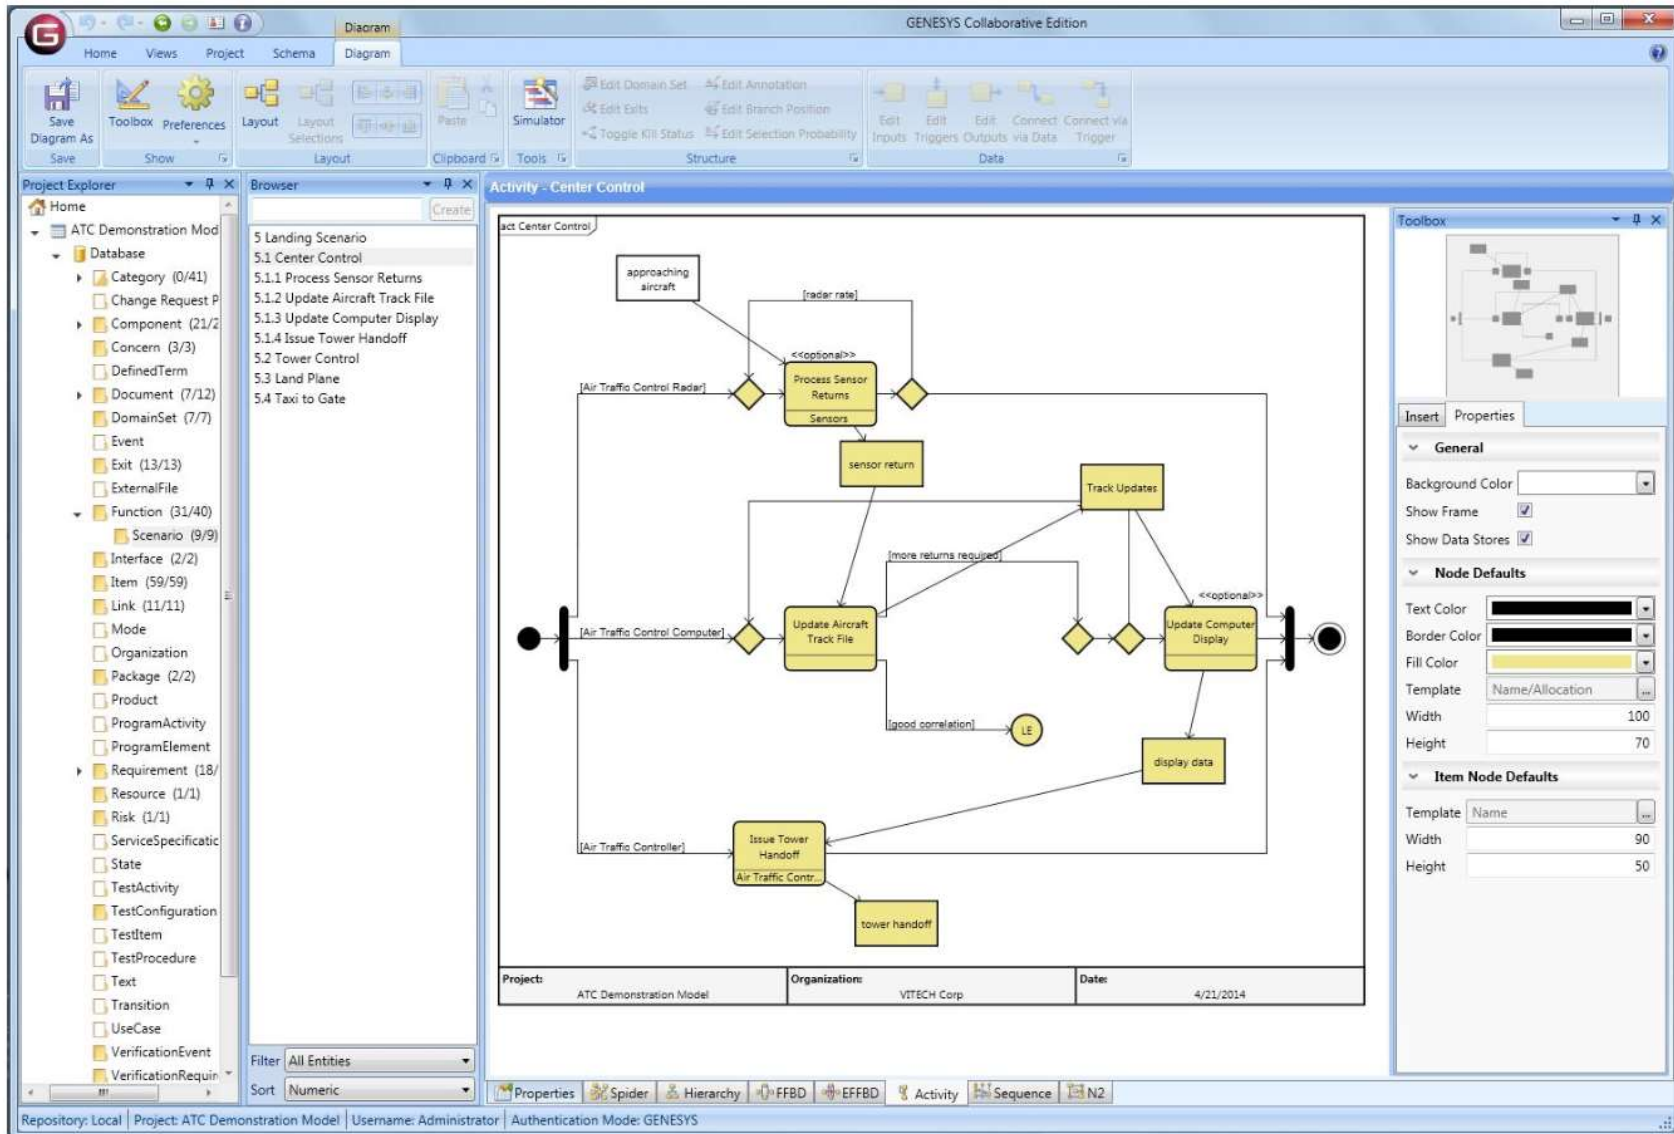 GENESYS Collaborative Edition
Diagram
Home Views Project Schema Diagram
Save Diagram As
Toolbox
Preferences
Layout
Layout Selections
Paste
Simulator
Edit Domain Set
Edit Exits
Toggle Kill Status
Edit Annotation
Edit Branch Position
Edit Selection Probability
Edit Inputs
Edit Triggers
Edit Outputs
Connect via Data
Connect via Trigger
Save Show Layout Clipboard Tools Structure Data
Project Explorer
Home
ATC Demonstration Mod
Database
Category (0/41)
Change Request P
Component (21/2
Concern (3/3)
DefinedTerm
Document (7/12)
DomainSet (7/7)
Event
Exit (13/13)
ExternalFile
Function (31/40)
Scenario (9/9)
Interface (2/2)
Item (59/59)
Link (11/11)
Mode
Organization
Package (2/2)
Product
ProgramActivity
ProgramElement
Requirement (18/
Resource (1/1)
Risk (1/1)
ServiceSpecificatic
State
TestActivity
TestConfiguration
TestItem
TestProcedure
Text
Transition
UseCase
VerificationEvent
VerificationRequir
Browser
Create
5 Landing Scenario
5.1 Center Control
5.1.1 Process Sensor Returns
5.1.2 Update Aircraft Track File
5.1.3 Update Computer Display
5.1.4 Issue Tower Handoff
5.2 Tower Control
5.3 Land Plane
5.4 Taxi to Gate
Filter All Entities
Sort Numeric
Activity - Center Control
act Center Control
approaching
aircraft
[radar rate]
<<optional>>
[Air Traffic Control Radar]
Process Sensor
Returns
Sensors
sensor return
Track Updates
[more returns required]
<<optional>>
[Air Traffic Control Computer]
Update Aircraft
Track File
Update Computer
Display
[good correlation]
LE
display data
[Air Traffic Controller]
Issue Tower
Handoff
Air Traffic Contr...
tower handoff
Project:
ATC Demonstration Model
Organization:
VITECH Corp
Date:
4/21/2014
Properties Spider Hierarchy FFBD EFFBD Activity Sequence N2
Toolbox
Insert Properties
General
Background Color
Show Frame
Show Data Stores
Node Defaults
Text Color
Border Color
Fill Color
Template Name/Allocation ...
Width 100
Height 70
Item Node Defaults
Template Name ...
Width 90
Height 50
Repository: Local Project: ATC Demonstration Model Username: Administrator Authentication Mode: GENESYS